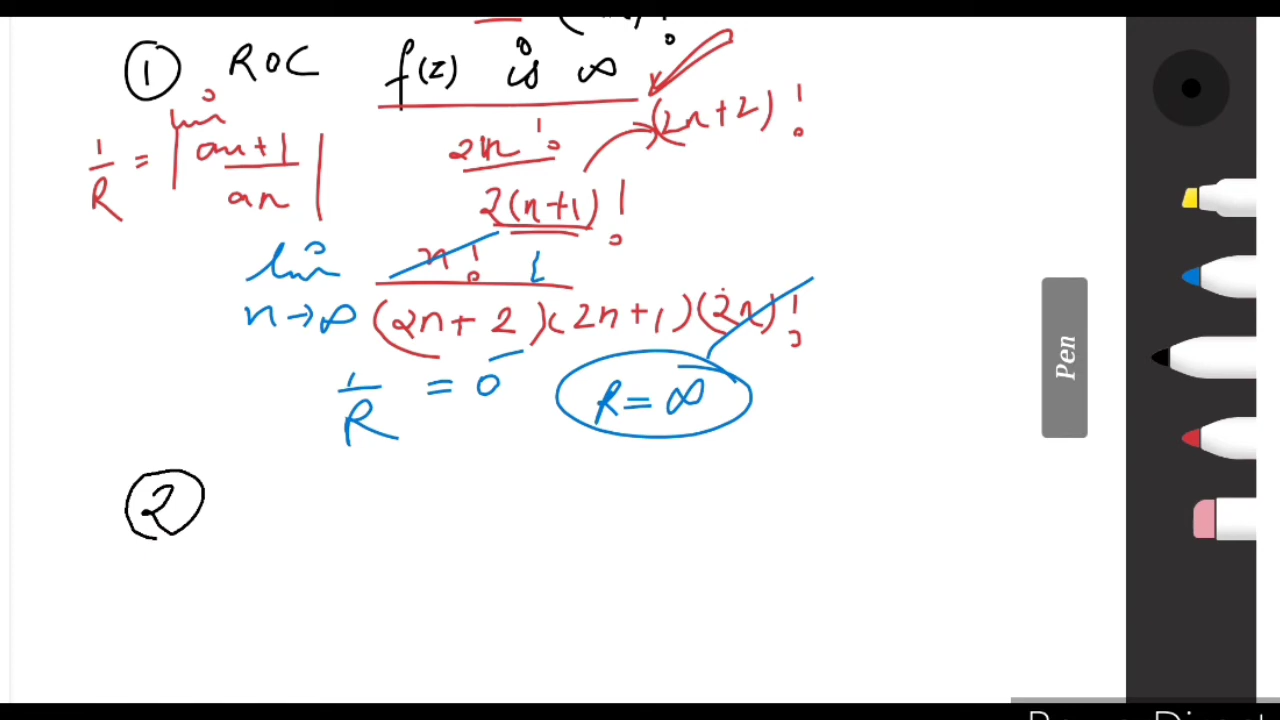 ① ROC f(z) is ∞
1/R = lim |an+1/an|
2n!
2(n+1)!
(2n+2)!
lim n→∞ n! 1
(2n+2)(2n+1)(2n)!
1/R = 0 R = ∞
②
Pen